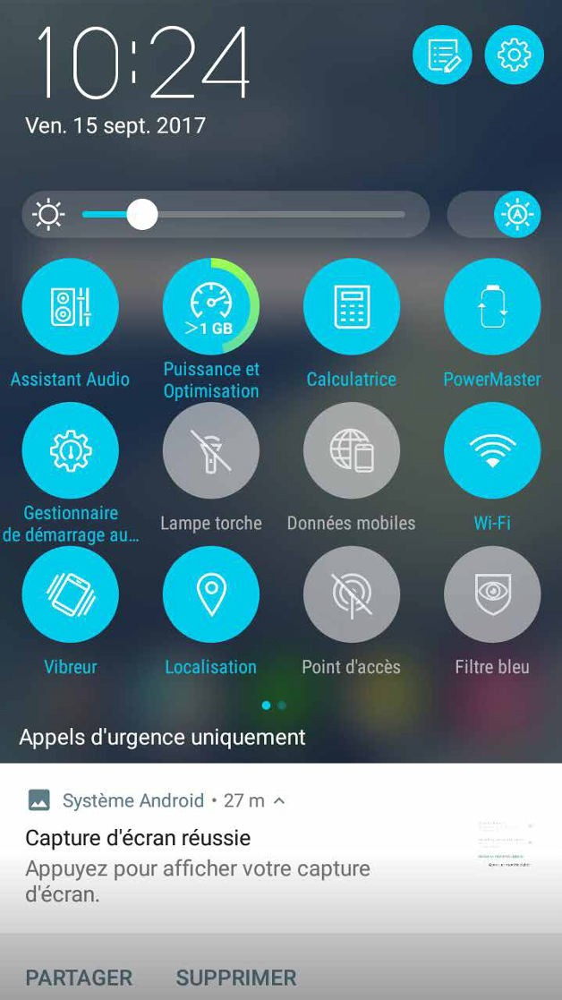 10:24
Ven. 15 sept. 2017
A
>1 GB
Assistant Audio
Puissance et
Optimisation
Calculatrice
PowerMaster
Gestionnaire
de démarrage au...
Lampe torche
Données mobiles
Wi-Fi
Vibreur
Localisation
Point d'accès
Filtre bleu
Appels d'urgence uniquement
Système Android • 27 m
Capture d'écran réussie
Appuyez pour afficher votre capture
d'écran.
PARTAGER
SUPPRIMER